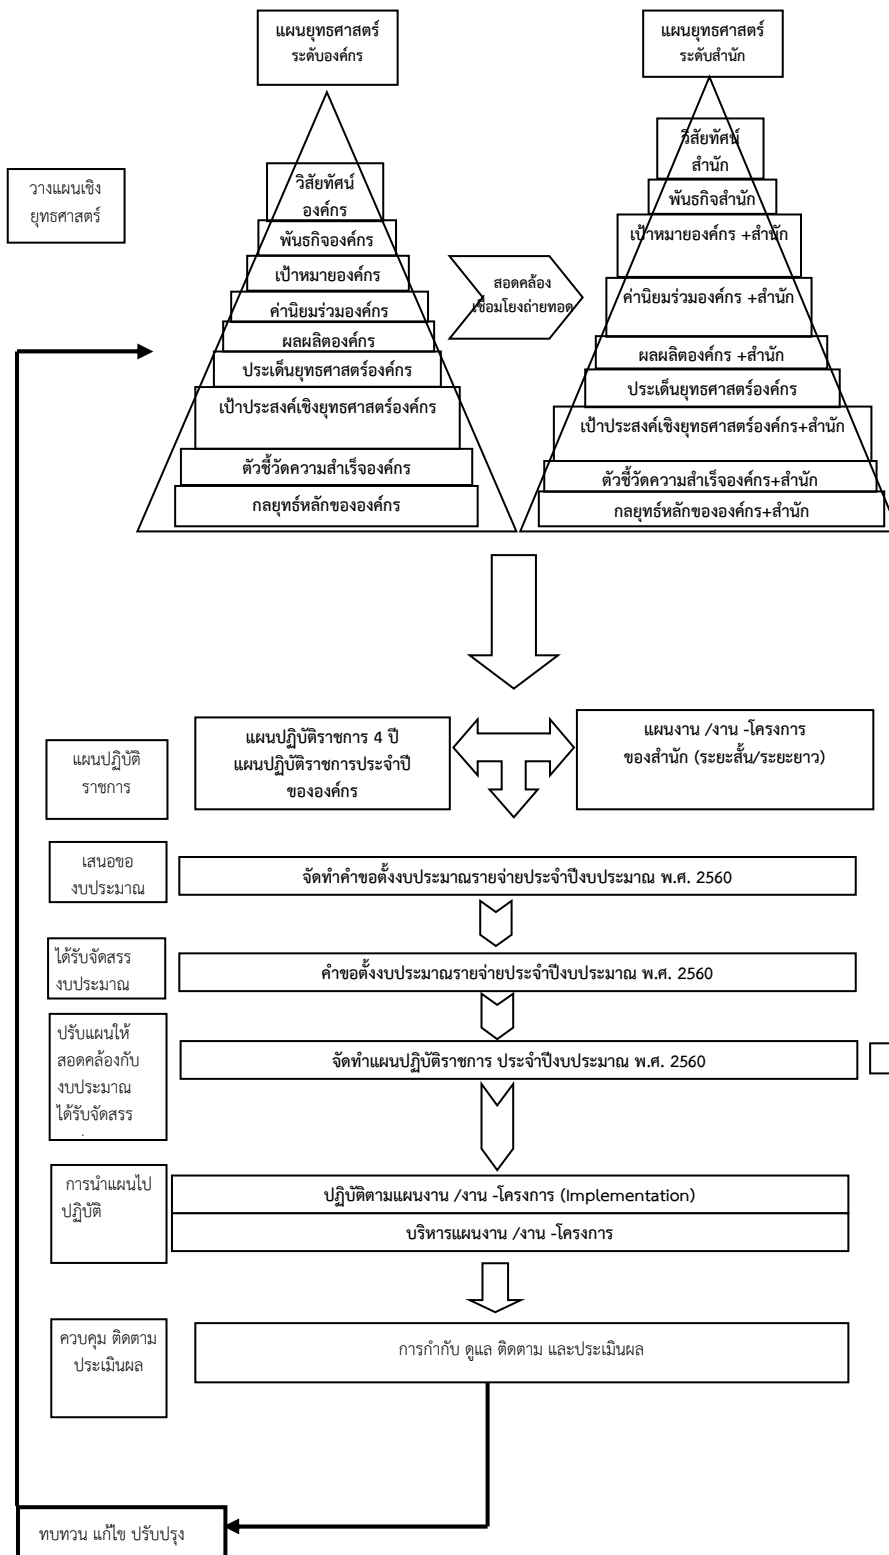 แผนยุทธศาสตร์
ระดับองค์กร
แผนยุทธศาสตร์
ระดับสำนัก
วางแผนเชิง
ยุทธศาสตร์
วิสัยทัศน์
องค์กร
พันธกิจองค์กร
เป้าหมายองค์กร
ค่านิยมร่วมองค์กร
ผลผลิตองค์กร
ประเด็นยุทธศาสตร์องค์กร
เป้าประสงค์เชิงยุทธศาสตร์องค์กร
ตัวชี้วัดความสำเร็จองค์กร
กลยุทธ์หลักขององค์กร
สอดคล้อง
เชื่อมโยงถ่ายทอด
วิสัยทัศน์
สำนัก
พันธกิจสำนัก
เป้าหมายองค์กร +สำนัก
ค่านิยมร่วมองค์กร +สำนัก
ผลผลิตองค์กร +สำนัก
ประเด็นยุทธศาสตร์องค์กร
เป้าประสงค์เชิงยุทธศาสตร์องค์กร+สำนัก
ตัวชี้วัดความสำเร็จองค์กร+สำนัก
กลยุทธ์หลักขององค์กร+สำนัก
แผนปฏิบัติ
ราชการ
แผนปฏิบัติราชการ 4 ปี
แผนปฏิบัติราชการประจำปี
ขององค์กร
แผนงาน /งาน -โครงการ
ของสำนัก (ระยะสั้น/ระยะยาว)
เสนอขอ
งบประมาณ
จัดทำคำขอตั้งงบประมาณรายจ่ายประจำปีงบประมาณ พ.ศ. 2560
ได้รับจัดสรร
งบประมาณ
คำขอตั้งงบประมาณรายจ่ายประจำปีงบประมาณ พ.ศ. 2560
ปรับแผนให้
สอดคล้องกับ
งบประมาณ
ได้รับจัดสรร
จัดทำแผนปฏิบัติราชการ ประจำปีงบประมาณ พ.ศ. 2560
การนำแผนไป
ปฏิบัติ
ปฏิบัติตามแผนงาน /งาน -โครงการ (Implementation)
บริหารแผนงาน /งาน -โครงการ
ควบคุม ติดตาม
ประเมินผล
การกำกับ ดูแล ติดตาม และประเมินผล
ทบทวน แก้ไข ปรับปรุง